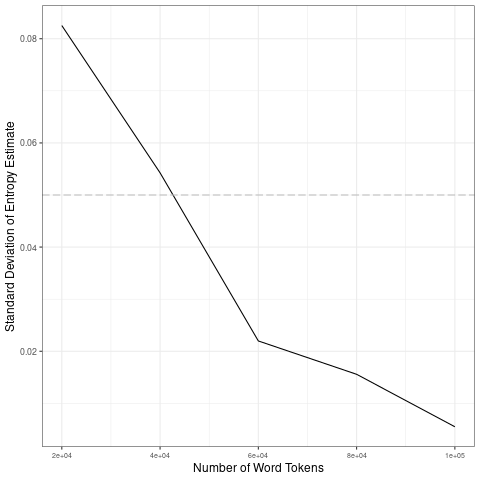 Standard Deviation of Entropy Estimate
0.08
0.06
0.04
0.02
2e+04 4e+04 6e+04 8e+04 1e+05
Number of Word Tokens